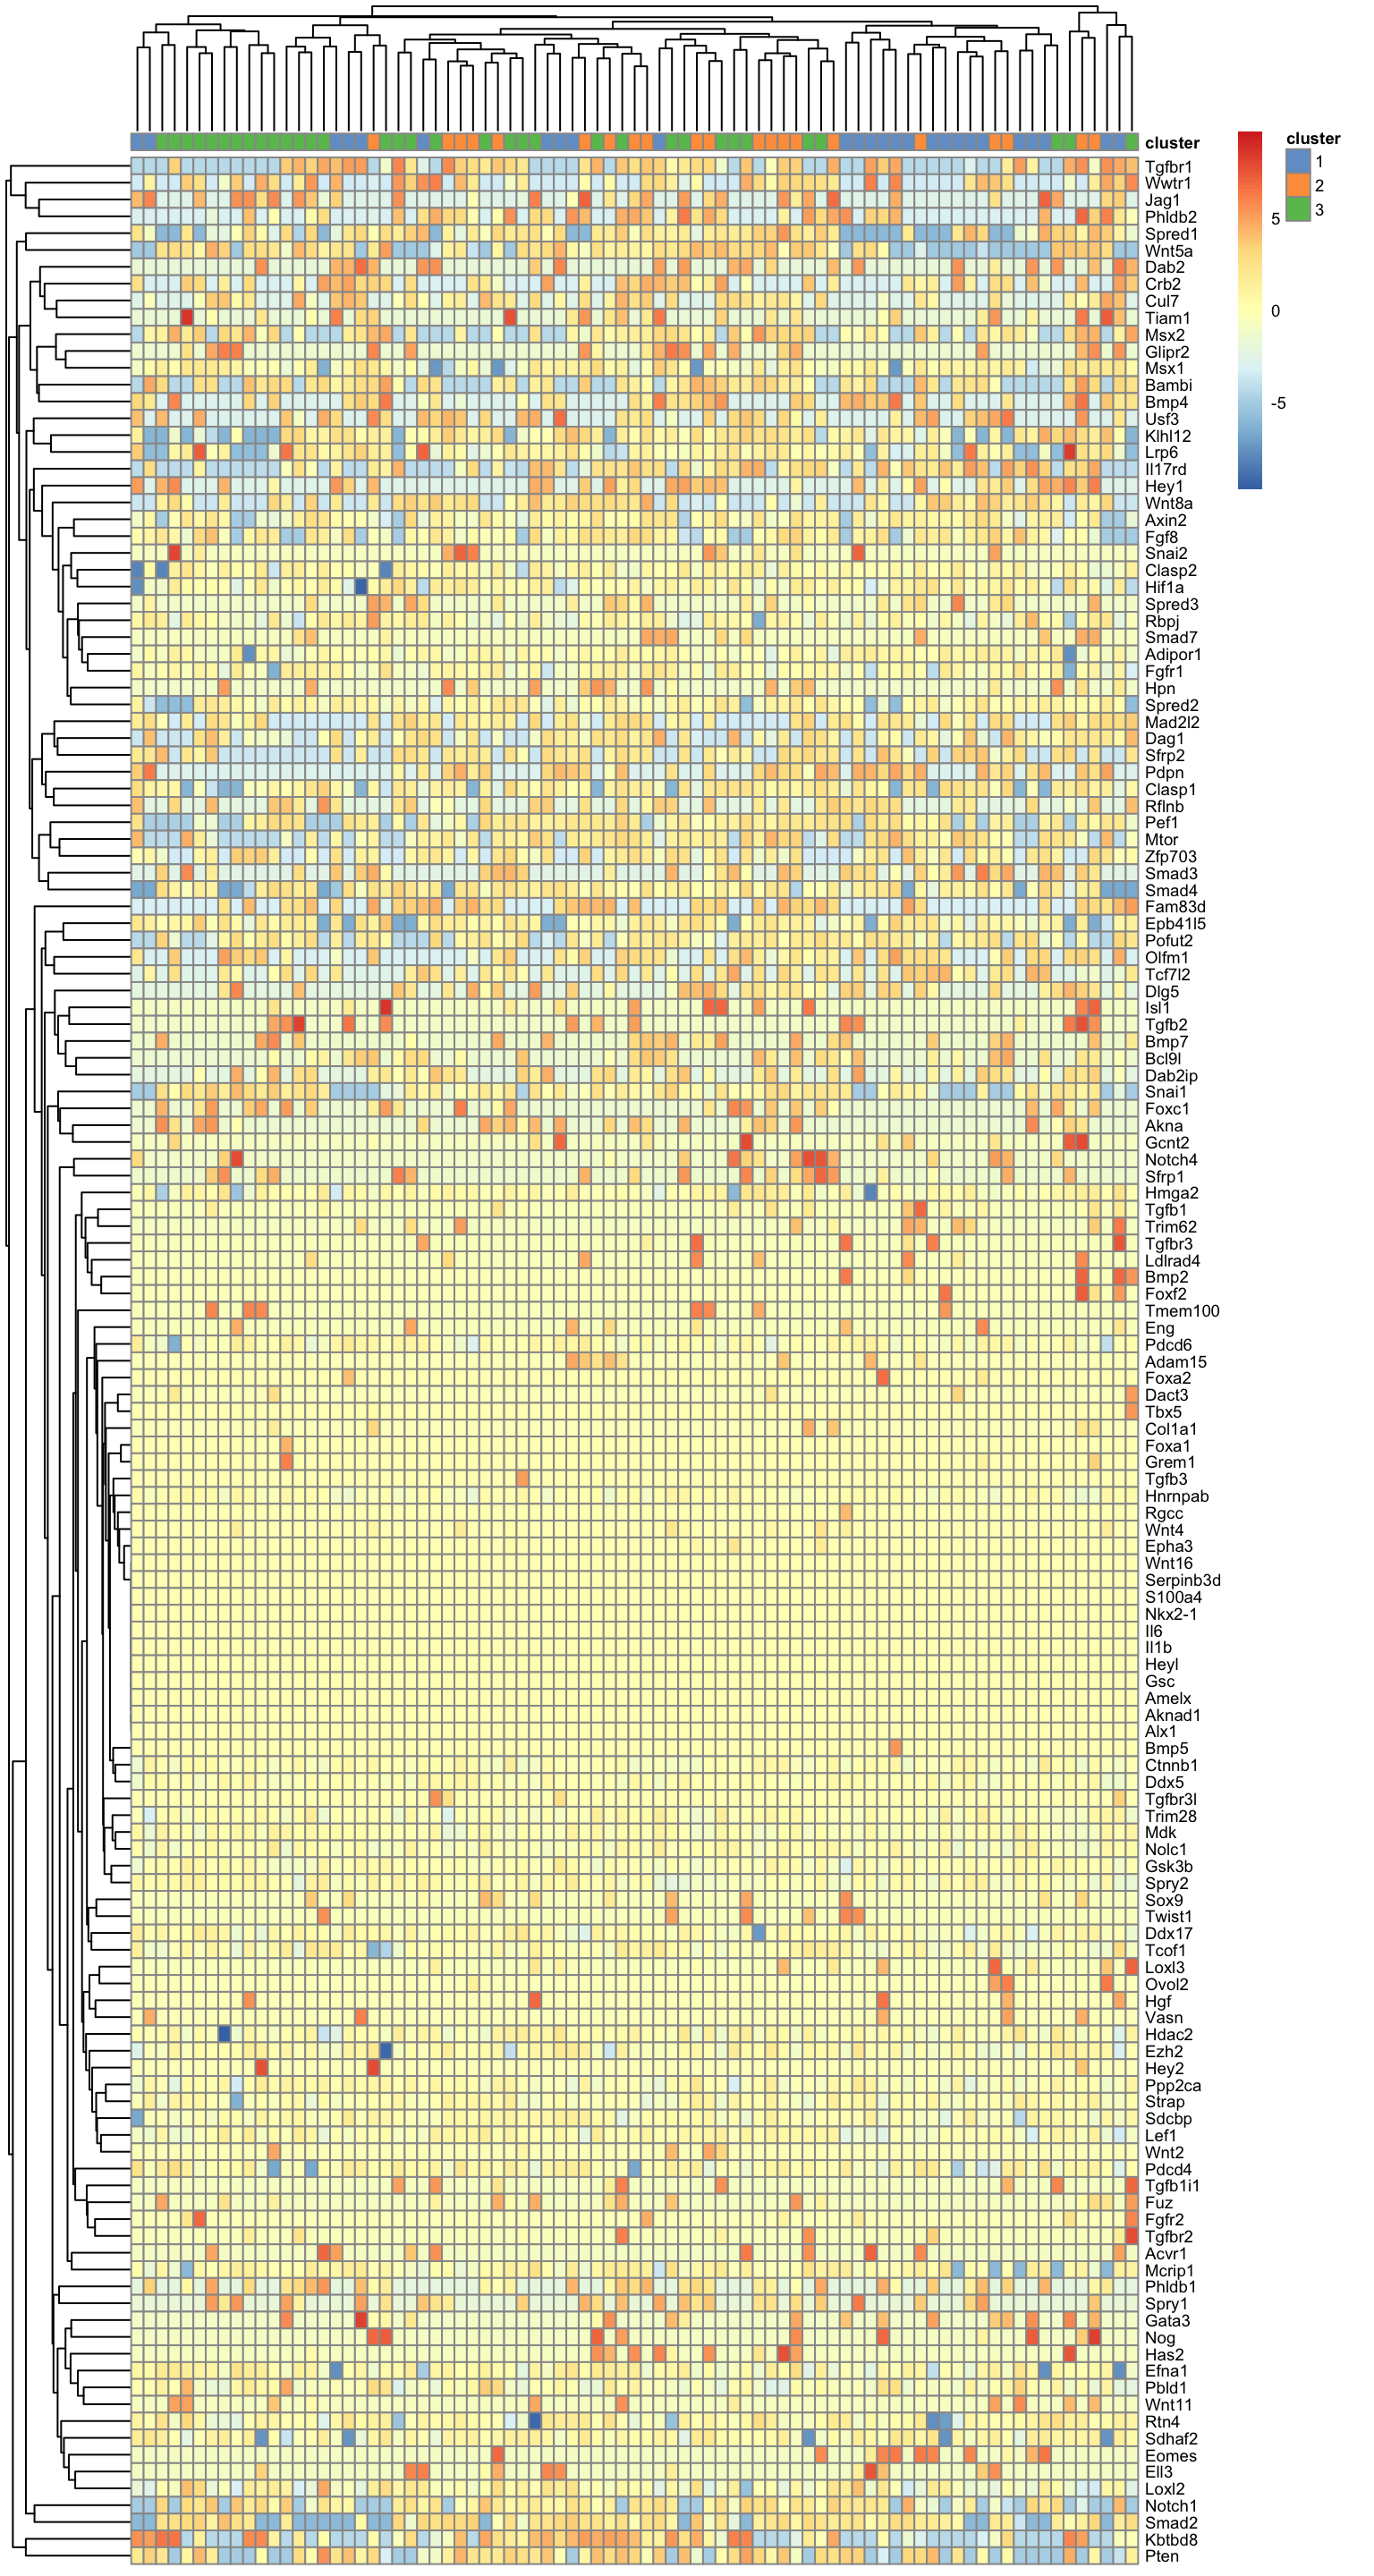 cluster
cluster
1
2
3
5
0
-5
Tgfbr1
Wwtr1
Jag1
Phldb2
Spred1
Wnt5a
Dab2
Crb2
Cul7
Tiam1
Msx2
Glipr2
Msx1
Bambi
Bmp4
Usf3
Klhl12
Lrp6
Il17rd
Hey1
Wnt8a
Axin2
Fgf8
Snai2
Clasp2
Hif1a
Spred3
Rbpj
Smad7
Adipor1
Fgfr1
Hpn
Spred2
Mad2l2
Dag1
Sfrp2
Pdpn
Clasp1
Rflnb
Pef1
Mtor
Zfp703
Smad3
Smad4
Fam83d
Epb41l5
Pofut2
Olfm1
Tcf7l2
Dlg5
Isl1
Tgfb2
Bmp7
Bcl9l
Dab2ip
Snai1
Foxc1
Akna
Gcnt2
Notch4
Sfrp1
Hmga2
Tgfb1
Trim62
Tgfbr3
Ldlrad4
Bmp2
Foxf2
Tmem100
Eng
Pdcd6
Adam15
Foxa2
Dact3
Tbx5
Col1a1
Foxa1
Grem1
Tgfb3
Hnrnpab
Rgcc
Wnt4
Epha3
Wnt16
Serpinb3d
S100a4
Nkx2-1
Il6
Il1b
Heyl
Gsc
Amelx
Aknad1
Alx1
Bmp5
Ctnnb1
Ddx5
Tgfbr3l
Trim28
Mdk
Nolc1
Gsk3b
Spry2
Sox9
Twist1
Ddx17
Tcof1
Loxl3
Ovol2
Hgf
Vasn
Hdac2
Ezh2
Hey2
Ppp2ca
Strap
Sdcbp
Lef1
Wnt2
Pdcd4
Tgfb1i1
Fuz
Fgfr2
Tgfbr2
Acvr1
Mcrip1
Phldb1
Spry1
Gata3
Nog
Has2
Efna1
Pbld1
Wnt11
Rtn4
Sdhaf2
Eomes
Ell3
Loxl2
Notch1
Smad2
Kbtbd8
Pten